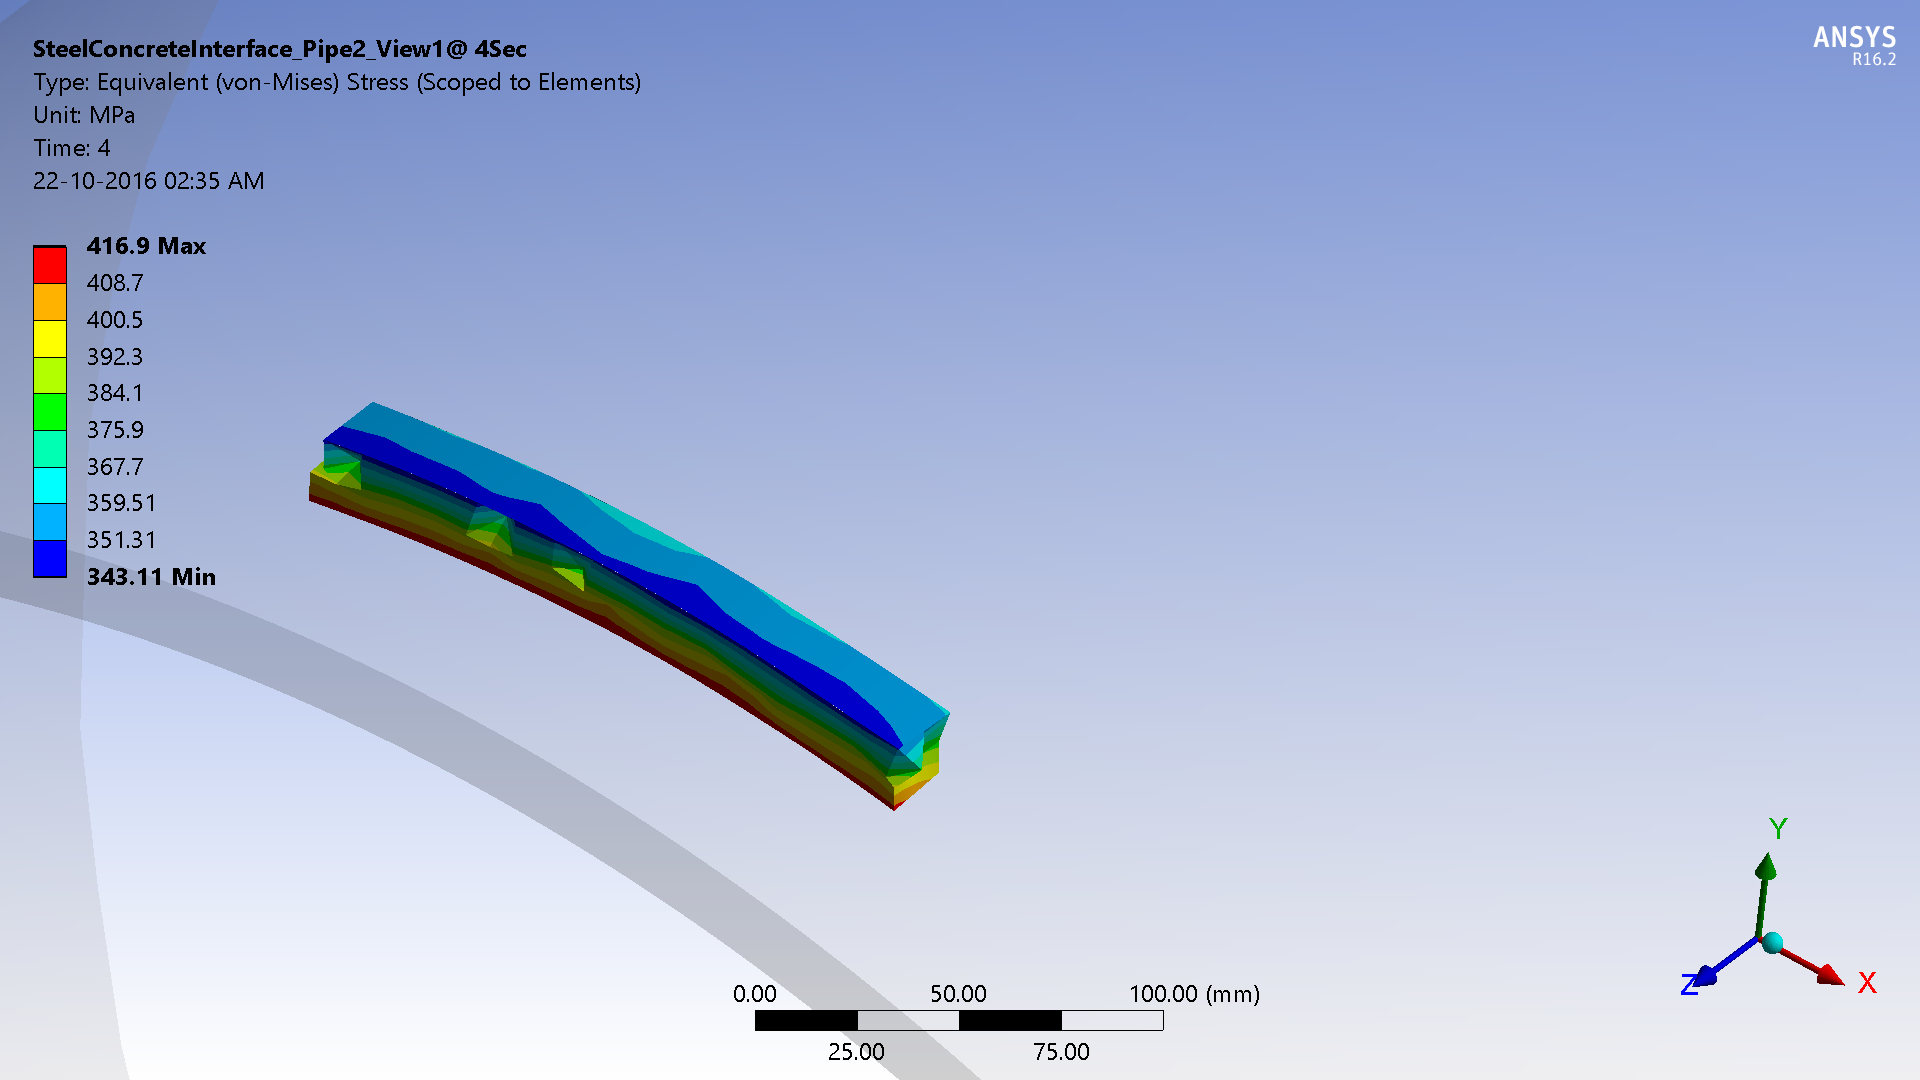 SteelConcreteInterface_Pipe2_View1@ 4Sec
Type: Equivalent (von-Mises) Stress (Scoped to Elements)
Unit: MPa
Time: 4
22-10-2016 02:35 AM
ANSYS
R16.2
416.9 Max
408.7
400.5
392.3
384.1
375.9
367.7
359.51
351.31
343.11 Min
Y
Z
X
0.00 50.00 100.00 (mm)
25.00 75.00